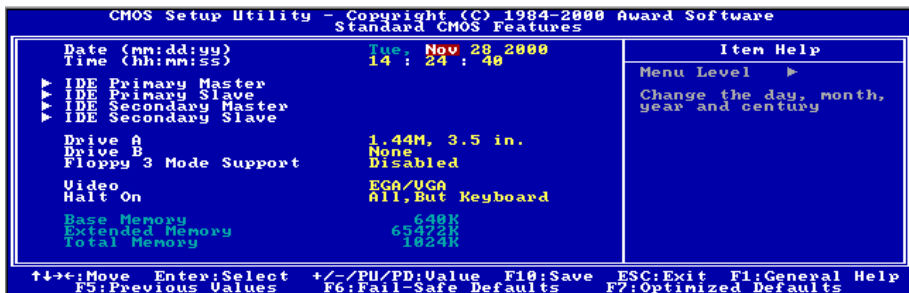 CMOS Setup Utility - Copyright (C) 1984-2000 Award Software
Standard CMOS Features
Date (mm:dd:yy) Tue, Nov 28 2000
Time (hh:mm:ss) 14 : 24 : 40
► IDE Primary Master
► IDE Primary Slave
► IDE Secondary Master
► IDE Secondary Slave
Drive A 1.44M, 3.5 in.
Drive B None
Floppy 3 Mode Support Disabled
Video EGA/VGA
Halt On All,But Keyboard
Base Memory 640K
Extended Memory 65472K
Total Memory 1024K
Item Help
Menu Level ►
Change the day, month,
year and century
↑↓→←:Move Enter:Select +/-/PU/PD:Value F10:Save ESC:Exit F1:General Help
F5:Previous Values F6:Fail-Safe Defaults F7:Optimized Defaults